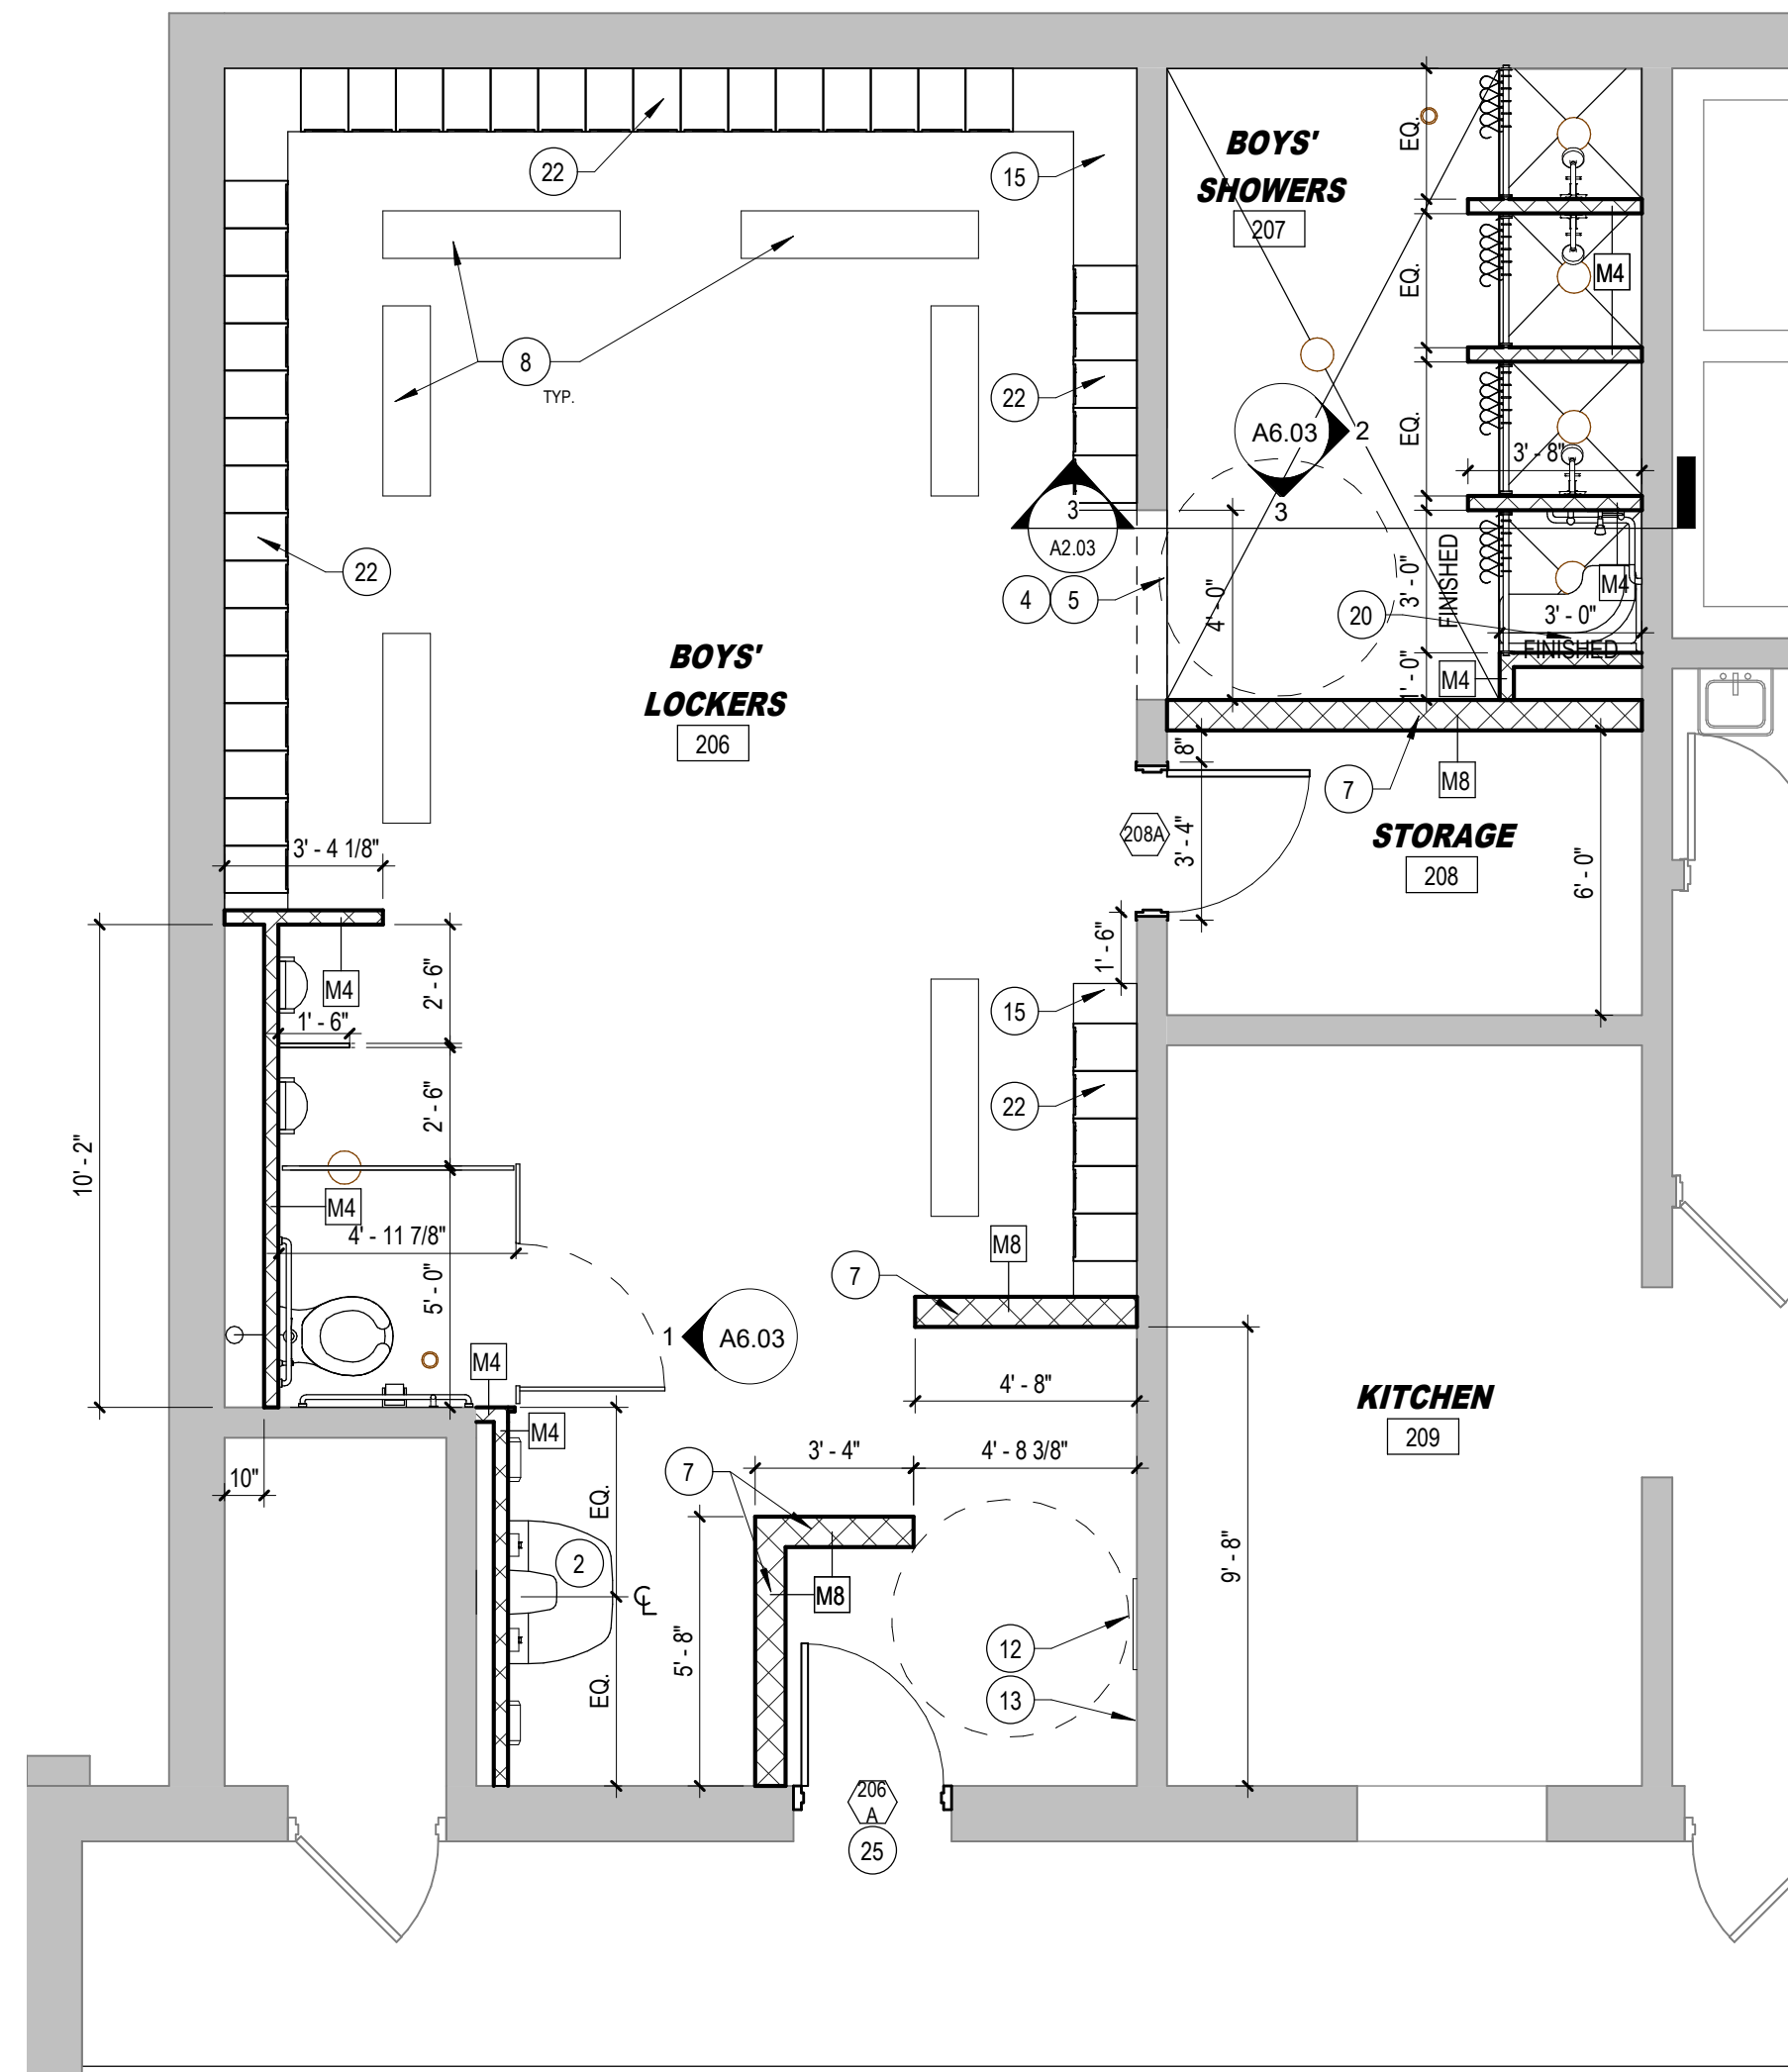 22
15
BOYS'
SHOWERS
207
EQ.
EQ.
EQ.
M4
8
TYP.
22
A6.03
2
3
3' - 8"
3
A2.03
22
4
5
4' - 0"
3' - 0"
FINISHED
M4
20
3' - 0"
FINISHED
1' - 0"
M4
BOYS'
LOCKERS
206
8"
7
M8
208A
3' - 4"
STORAGE
208
6' - 0"
3' - 4 1/8"
1' - 6"
2' - 6"
M4
1' - 6"
15
2' - 6"
22
10' - 2"
M4
4' - 11 7/8"
5' - 0"
M8
7
1
A6.03
M4
M4
4' - 8"
KITCHEN
209
10"
7
3' - 4"
4' - 8 3/8"
EQ.
2
CL
M8
5' - 8"
9' - 8"
EQ.
12
13
206
A
25